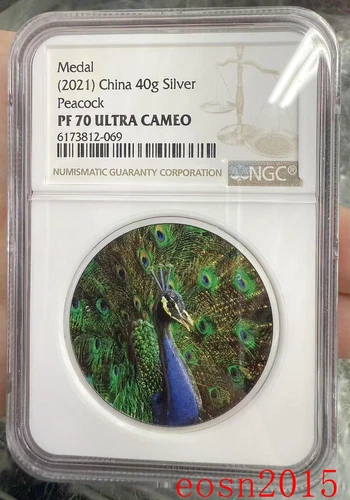 Medal
(2021) China 40g Silver
Peacock
PF 70 ULTRA CAMEO
6173812-069
NUMISMATIC GUARANTY CORPORATION
NGC®
eosn2015